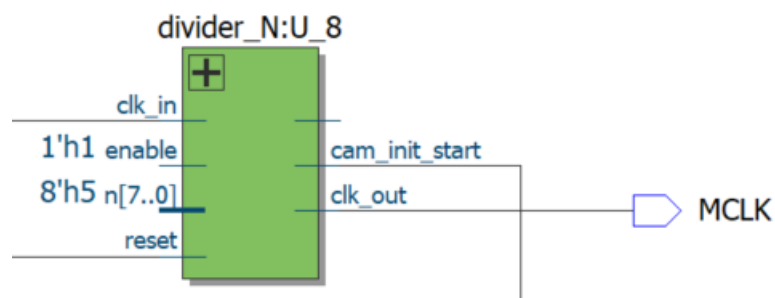 divider_N:U_8
clk_in
1'h1 enable
cam_init_start
8'h5 n[7..0]
clk_out
MCLK
reset